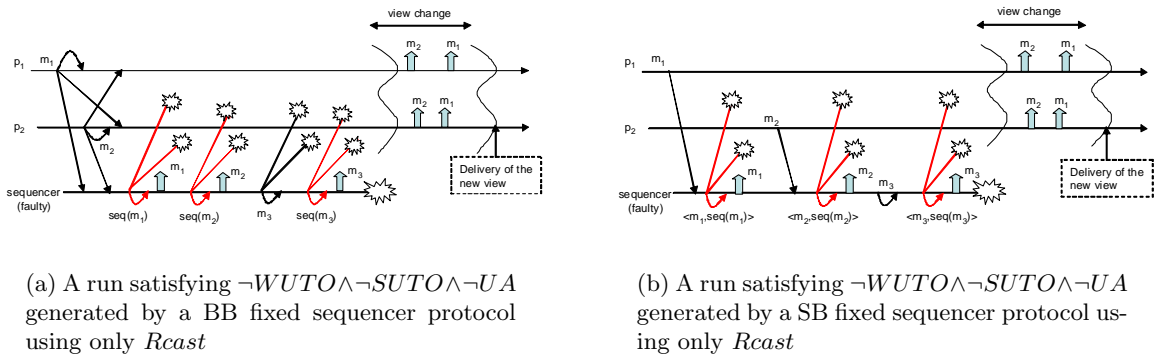 view change
p1 m1 m2 m1
p2 m2 m2 m1
Delivery of the
new view
sequencer
(faulty)
m1 m2 m3 m3
seq(m1) seq(m2) seq(m3)
(a) A run satisfying ¬WUTO∧¬SUTO∧¬UA
generated by a BB fixed sequencer protocol
using only Rcast
view change
p1 m1 m2 m1
p2 m2 m2 m1
Delivery of the
new view
sequencer
(faulty)
m1 m2 m3 m3
<m1,seq(m1)> <m2,seq(m2)> <m3,seq(m3)>
(b) A run satisfying ¬WUTO∧¬SUTO∧¬UA
generated by a SB fixed sequencer protocol us-
ing only Rcast